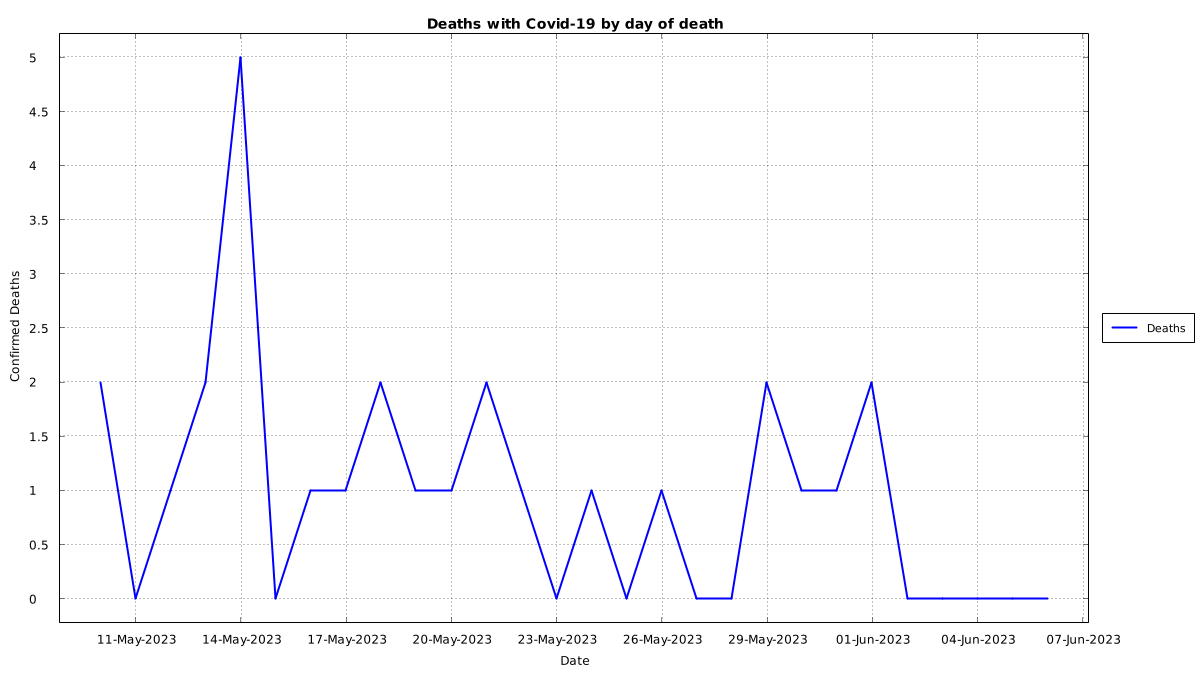 Deaths with Covid-19 by day of death
5
4.5
4
3.5
3
2.5
2
1.5
1
0.5
0
Confirmed Deaths
Deaths
11-May-2023 14-May-2023 17-May-2023 20-May-2023 23-May-2023 26-May-2023 29-May-2023 01-Jun-2023 04-Jun-2023 07-Jun-2023
Date